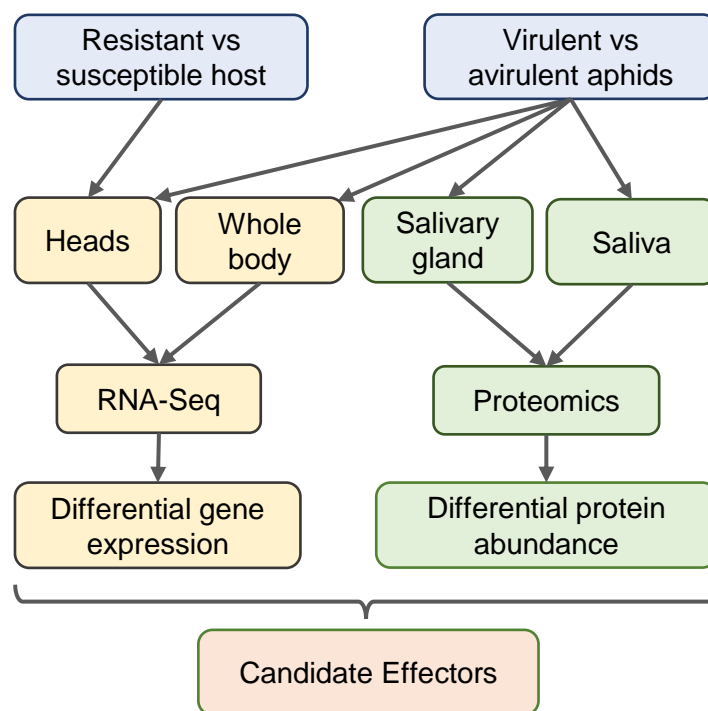 Resistant vs
susceptible host
Virulent vs
avirulent aphids
Heads
Whole
body
Salivary
gland
Saliva
RNA-Seq
Proteomics
Differential gene
expression
Differential protein
abundance
Candidate Effectors